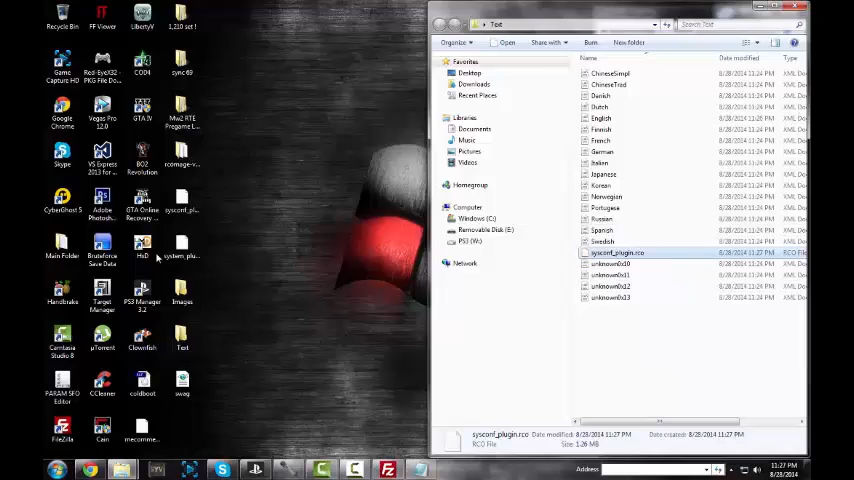 Recycle Bin
FF Viewer
LibertyV
1,210 set !
Game Capture HD
Red-EyeX32 - PKG File Do...
COD4
sync 69
Google Chrome
Vegas Pro 12.0
GTA IV
Mw2 RTE Pregame L...
Skype
VS Express 2013 for ...
BO2 Revolution
rcomage-v...
CyberGhost 5
Adobe Photosh...
GTA Online Recovery ...
sysconf_pl...
Main Folder
Bruteforce Save Data
HxD
system_plu...
Handbrake
Target Manager
PS3 Manager 3.2
Images
Camtasia Studio 8
µTorrent
Clownfish
Text
PARAM SFO Editor
CCleaner
coldboot
swag
FileZilla
Cain
mecomme...
Text
Search Text
Organize
Open
Share with
Burn
New folder
Favorites
Desktop
Downloads
Recent Places
Libraries
Documents
Music
Pictures
Videos
Homegroup
Computer
Windows (C:)
Removable Disk (E:)
PS3 (W:)
Network
Name
Date modified
Type
ChineseSimpl 8/28/2014 11:24 PM XML Do
ChineseTrad 8/28/2014 11:24 PM XML Do
Danish 8/28/2014 11:24 PM XML Do
Dutch 8/28/2014 11:24 PM XML Do
English 8/28/2014 11:26 PM XML Do
Finnish 8/28/2014 11:24 PM XML Do
French 8/28/2014 11:24 PM XML Do
German 8/28/2014 11:24 PM XML Do
Italian 8/28/2014 11:24 PM XML Do
Japanese 8/28/2014 11:24 PM XML Do
Korean 8/28/2014 11:24 PM XML Do
Norwegian 8/28/2014 11:24 PM XML Do
Portugese 8/28/2014 11:24 PM XML Do
Russian 8/28/2014 11:24 PM XML Do
Spanish 8/28/2014 11:24 PM XML Do
Swedish 8/28/2014 11:24 PM XML Do
sysconf_plugin.rco 8/28/2014 11:27 PM RCO File
unknown0x10 8/28/2014 11:24 PM XML Do
unknown0x11 8/28/2014 11:24 PM XML Do
unknown0x12 8/28/2014 11:24 PM XML Do
unknown0x13 8/28/2014 11:24 PM XML Do
sysconf_plugin.rco Date modified: 8/28/2014 11:27 PM Date created: 8/28/2014 11:27 PM
RCO File Size: 1.26 MB
Address
11:27 PM
8/28/2014